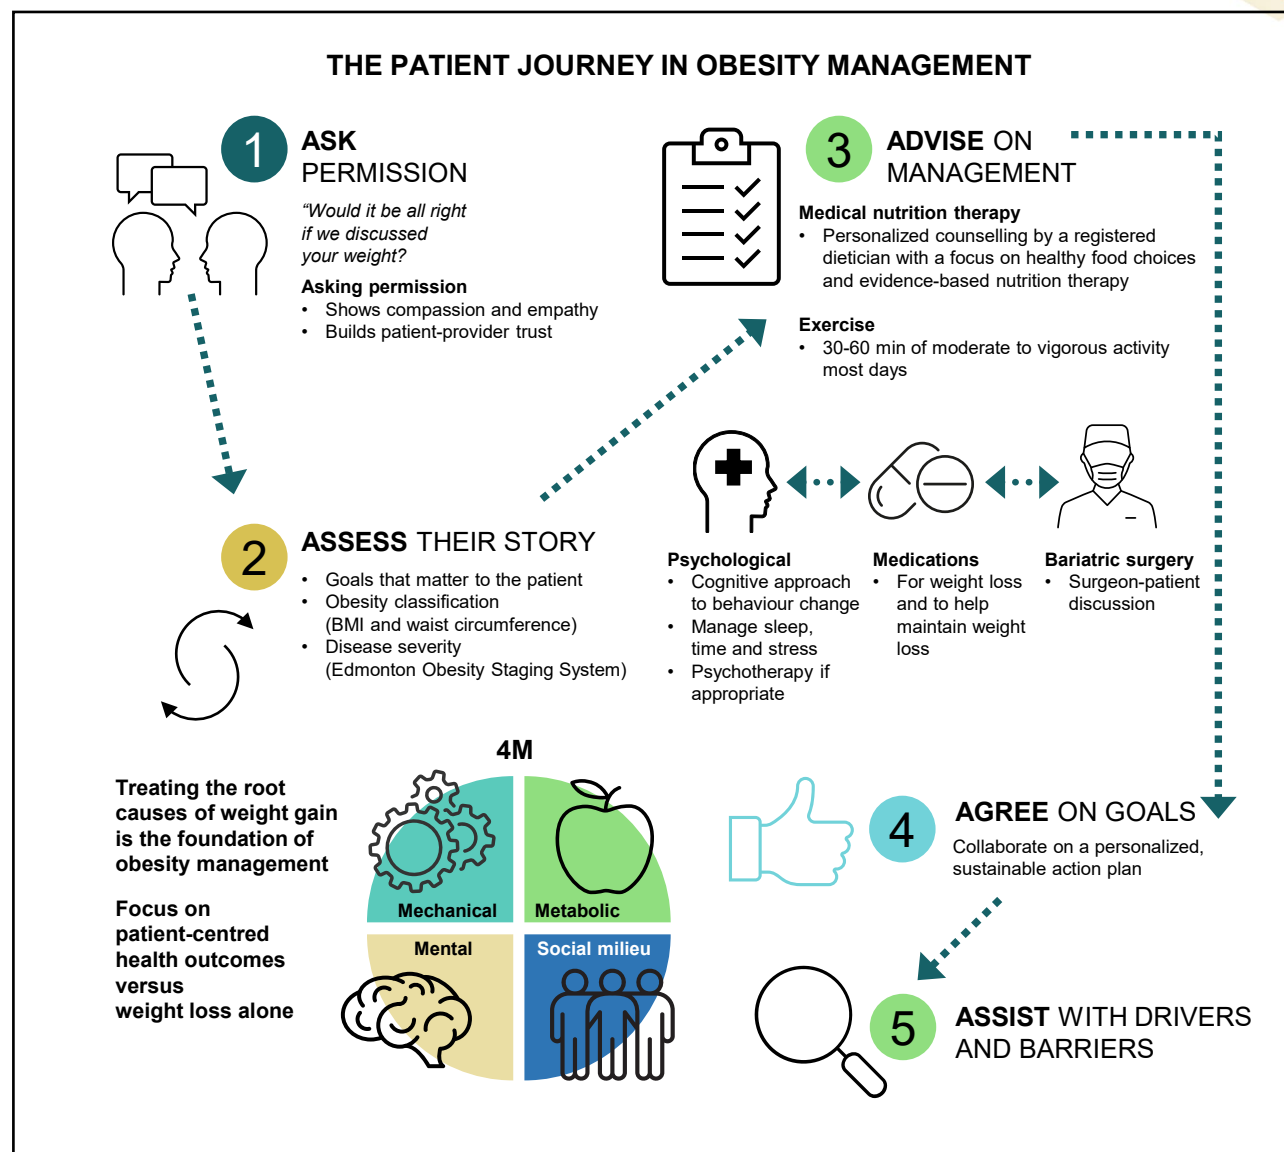 THE PATIENT JOURNEY IN OBESITY MANAGEMENT
1
ASK
PERMISSION
“Would it be all right
if we discussed
your weight?
Asking permission
• Shows compassion and empathy
• Builds patient-provider trust
2
ASSESS THEIR STORY
• Goals that matter to the patient
• Obesity classification
(BMI and waist circumference)
• Disease severity
(Edmonton Obesity Staging System)
Treating the root
causes of weight gain
is the foundation of
obesity management
Focus on
patient-centred
health outcomes
versus
weight loss alone
4M
Mechanical
Metabolic
Mental
Social milieu
3
ADVISE ON
MANAGEMENT
Medical nutrition therapy
• Personalized counselling by a registered
dietician with a focus on healthy food choices
and evidence-based nutrition therapy
Exercise
• 30-60 min of moderate to vigorous activity
most days
Psychological
• Cognitive approach
to behaviour change
• Manage sleep,
time and stress
• Psychotherapy if
appropriate
Medications
• For weight loss
and to help
maintain weight
loss
Bariatric surgery
• Surgeon-patient
discussion
4
AGREE ON GOALS
Collaborate on a personalized,
sustainable action plan
5
ASSIST WITH DRIVERS
AND BARRIERS